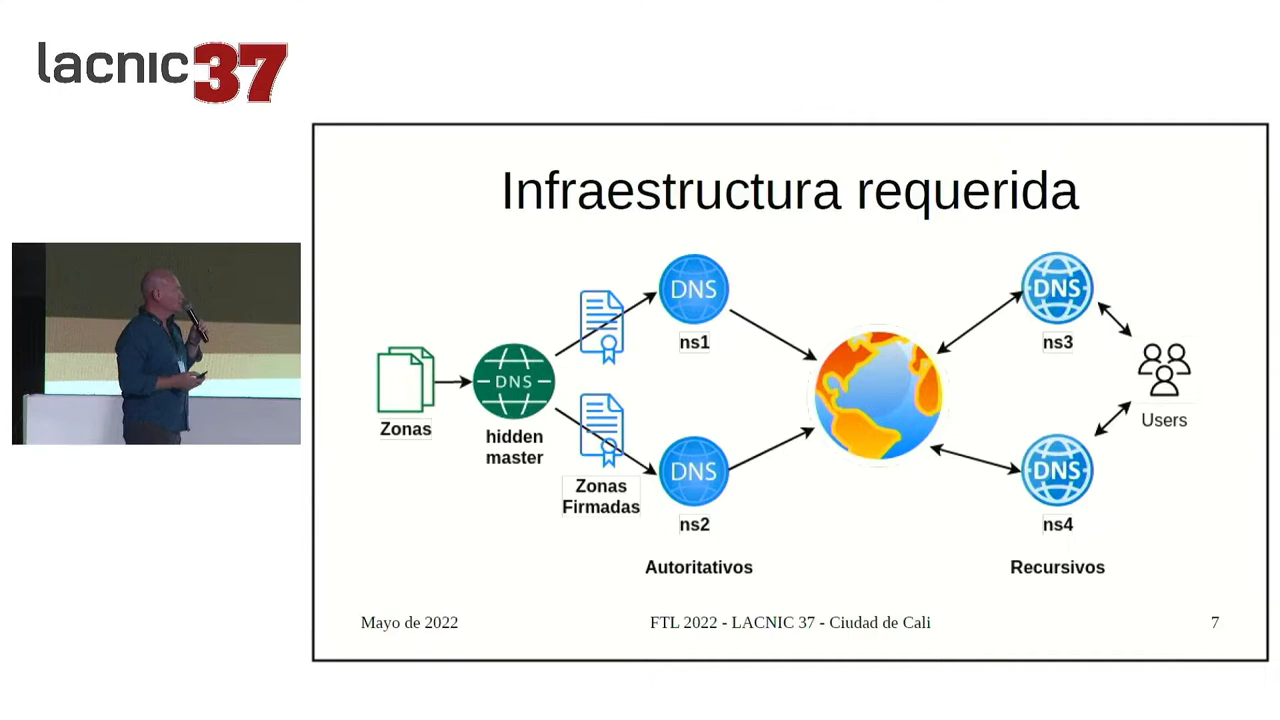 lacnic37
Infraestructura requerida
DNS
ns1
DNS
ns3
Zonas
DNS
hidden
master
Users
Zonas
Firmadas
DNS
ns2
DNS
ns4
Autoritativos
Recursivos
Mayo de 2022
FTL 2022 - LACNIC 37 - Ciudad de Cali
7